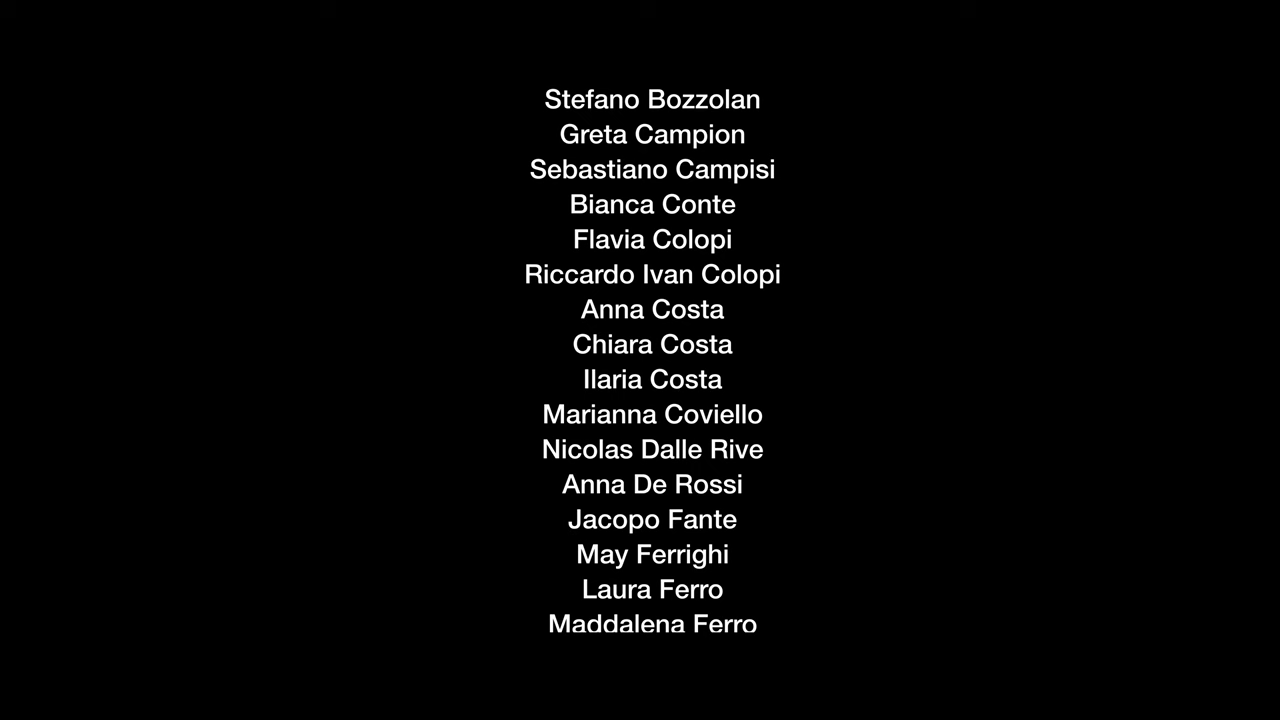 Stefano Bozzolan
Greta Campion
Sebastiano Campisi
Bianca Conte
Flavia Colopi
Riccardo Ivan Colopi
Anna Costa
Chiara Costa
Ilaria Costa
Marianna Coviello
Nicolas Dalle Rive
Anna De Rossi
Jacopo Fante
May Ferrighi
Laura Ferro
Maddalena Ferro